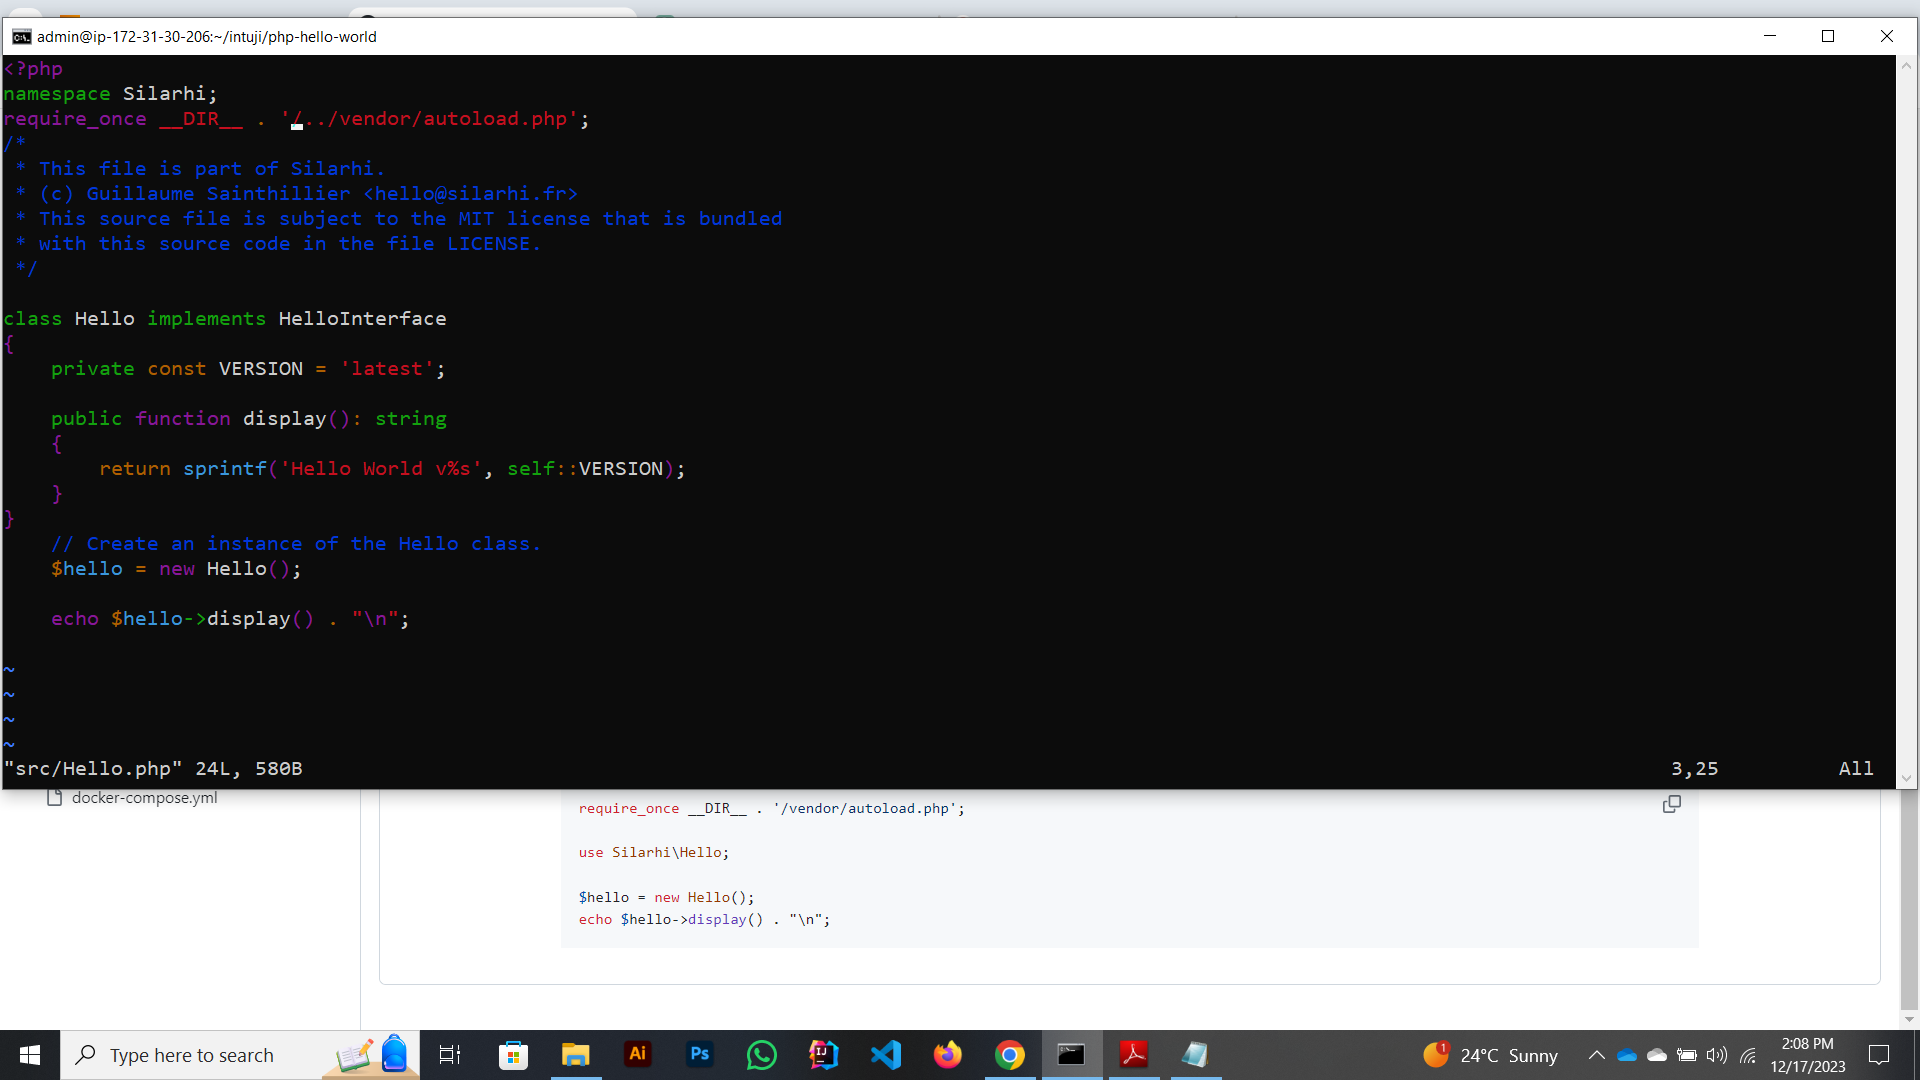 admin@ip-172-31-30-206:~/intuji/php-hello-world
<?php
namespace Silarhi;
require_once __DIR__ . '/../vendor/autoload.php';
/*
 * This file is part of Silarhi.
 * (c) Guillaume Sainthillier <hello@silarhi.fr>
 * This source file is subject to the MIT license that is bundled
 * with this source code in the file LICENSE.
 */
class Hello implements HelloInterface
{
    private const VERSION = 'latest';
    public function display(): string
    {
        return sprintf('Hello World v%s', self::VERSION);
    }
}
    // Create an instance of the Hello class.
    $hello = new Hello();
    echo $hello->display() . "\n";
~
~
~
~
"src/Hello.php" 24L, 580B 3,25 All
docker-compose.yml
require_once __DIR__ . '/vendor/autoload.php';
use Silarhi\Hello;
$hello = new Hello();
echo $hello->display() . "\n";
Type here to search
Ai
Ps
IJ
1
24°C Sunny
2:08 PM
12/17/2023